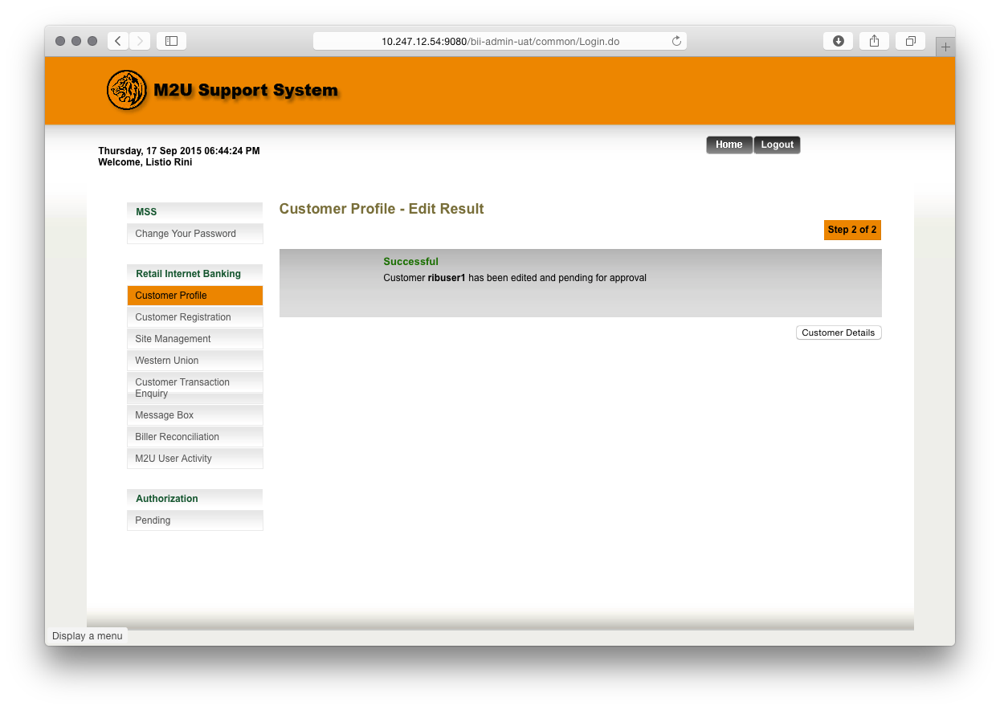 10.247.12.54:9080/bii-admin-uat/common/Login.do
M2U Support System
Thursday, 17 Sep 2015 06:44:24 PM
Welcome, Listio Rini
Home
Logout
MSS
Change Your Password
Retail Internet Banking
Customer Profile
Customer Registration
Site Management
Western Union
Customer Transaction
Enquiry
Message Box
Biller Reconciliation
M2U User Activity
Authorization
Pending
Customer Profile - Edit Result
Step 2 of 2
Successful
Customer ribuser1 has been edited and pending for approval
Customer Details
Display a menu